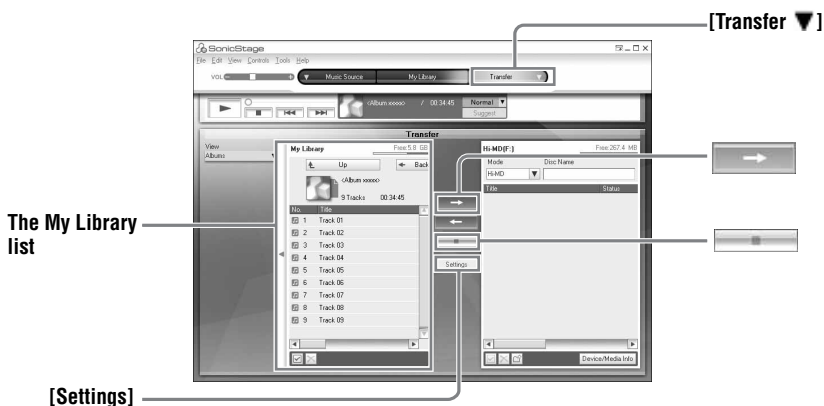 [Transfer ▼]
SonicStage
File Edit View Controls Tools Help
VOL
Music Source My Library Transfer
<Album xxxxx> / 00:34:45 Normal
Suggest
Transfer
View
Albums
My Library Free:5.8 GB
Up Back
<Album xxxxx>
9 Tracks 00:34:45
No. Title
1 Track 01
2 Track 02
3 Track 03
4 Track 04
5 Track 05
6 Track 06
7 Track 07
8 Track 08
9 Track 09
Settings
Hi-MD[F:] Free:267.4 MB
Mode Disc Name
Hi-MD
Title Status
Device/Media Info
The My Library
list
[Settings]